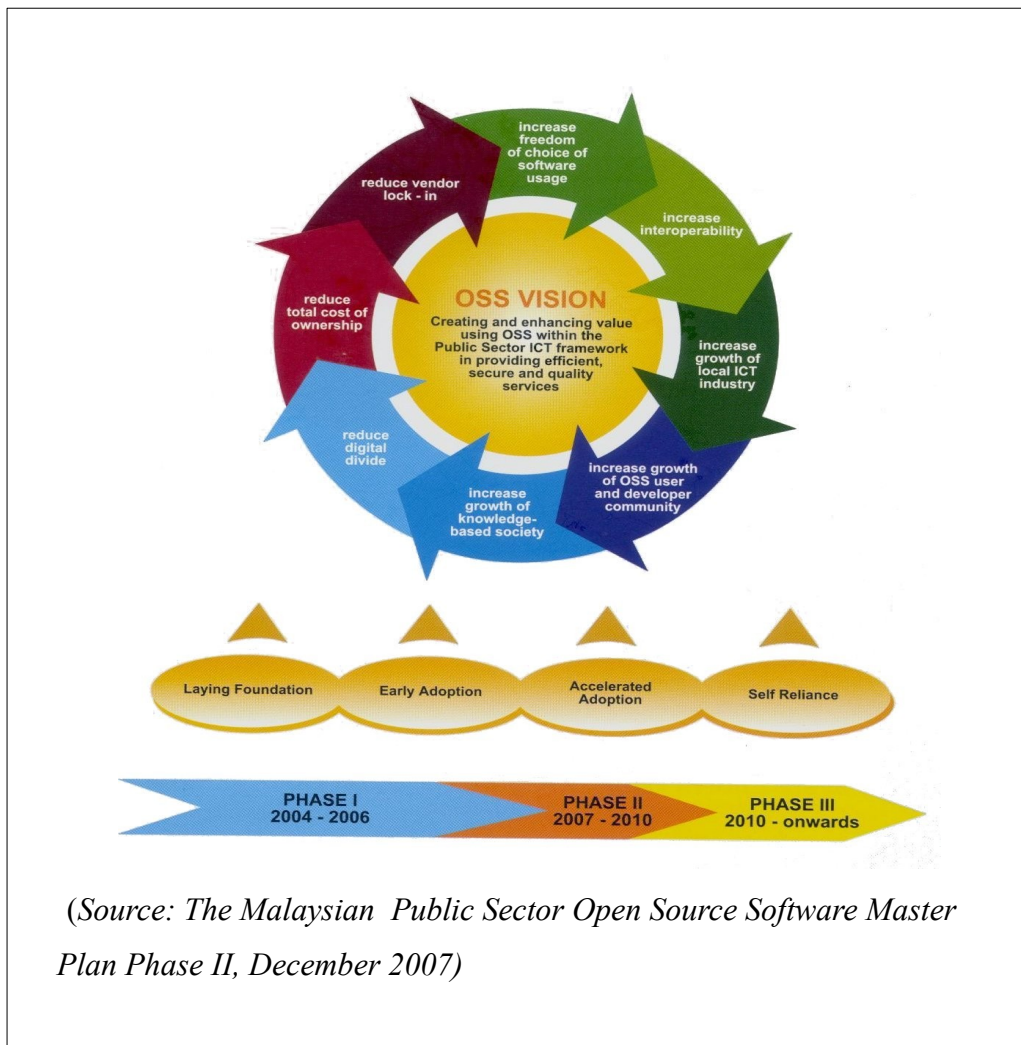 increase
freedom
of choice of
software
usage
increase
interoperability
increase
growth of
local ICT
industry
increase growth
of OSS user
and developer
community
increase
growth of
knowledge-
based society
reduce
digital
divide
reduce
total cost of
ownership
reduce vendor
lock - in
OSS VISION
Creating and enhancing value
using OSS within the
Public Sector ICT framework
in providing efficient,
secure and quality
services
Laying Foundation
Early Adoption
Accelerated
Adoption
Self Reliance
PHASE I
2004 - 2006
PHASE II
2007 - 2010
PHASE III
2010 - onwards
(Source: The Malaysian Public Sector Open Source Software Master
Plan Phase II, December 2007)